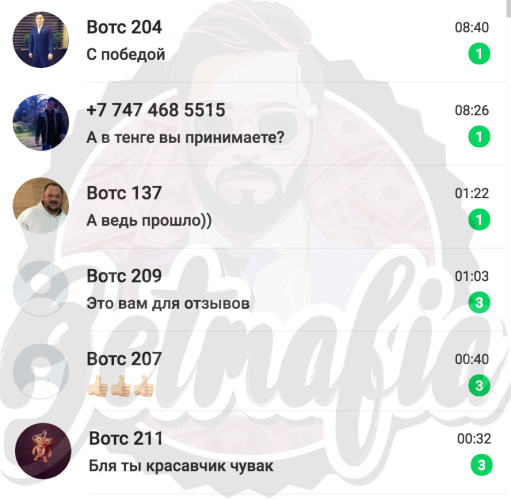 Вотс 204
08:40
С победой
1
+7 747 468 5515
08:26
А в тенге вы принимаете?
1
Вотс 137
01:22
А ведь прошло))
1
Вотс 209
01:03
Это вам для отзывов
3
Вотс 207
00:40
👍🏻👍🏻👍🏻
3
Вотс 211
00:32
Бля ты красавчик чувак
3
getmafia